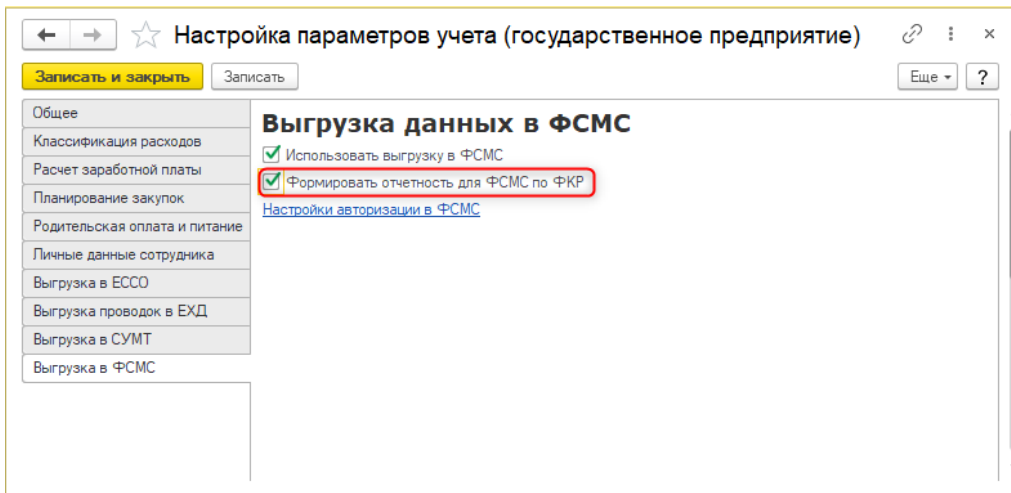 Настройка параметров учета (государственное предприятие)
Записать и закрыть Записать Еще ?
Общее
Классификация расходов
Расчет заработной платы
Планирование закупок
Родительская оплата и питание
Личные данные сотрудника
Выгрузка в ЕССО
Выгрузка проводок в ЕХД
Выгрузка в СУМТ
Выгрузка в ФСМС
Выгрузка данных в ФСМС
Использовать выгрузку в ФСМС
Формировать отчетность для ФСМС по ФКР
Настройки авторизации в ФСМС